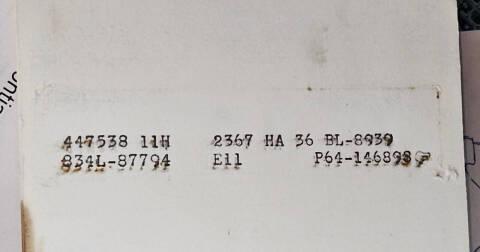 447538 11H 2367 HA 36 BL-8939
834L-87794 E11 P64-146898